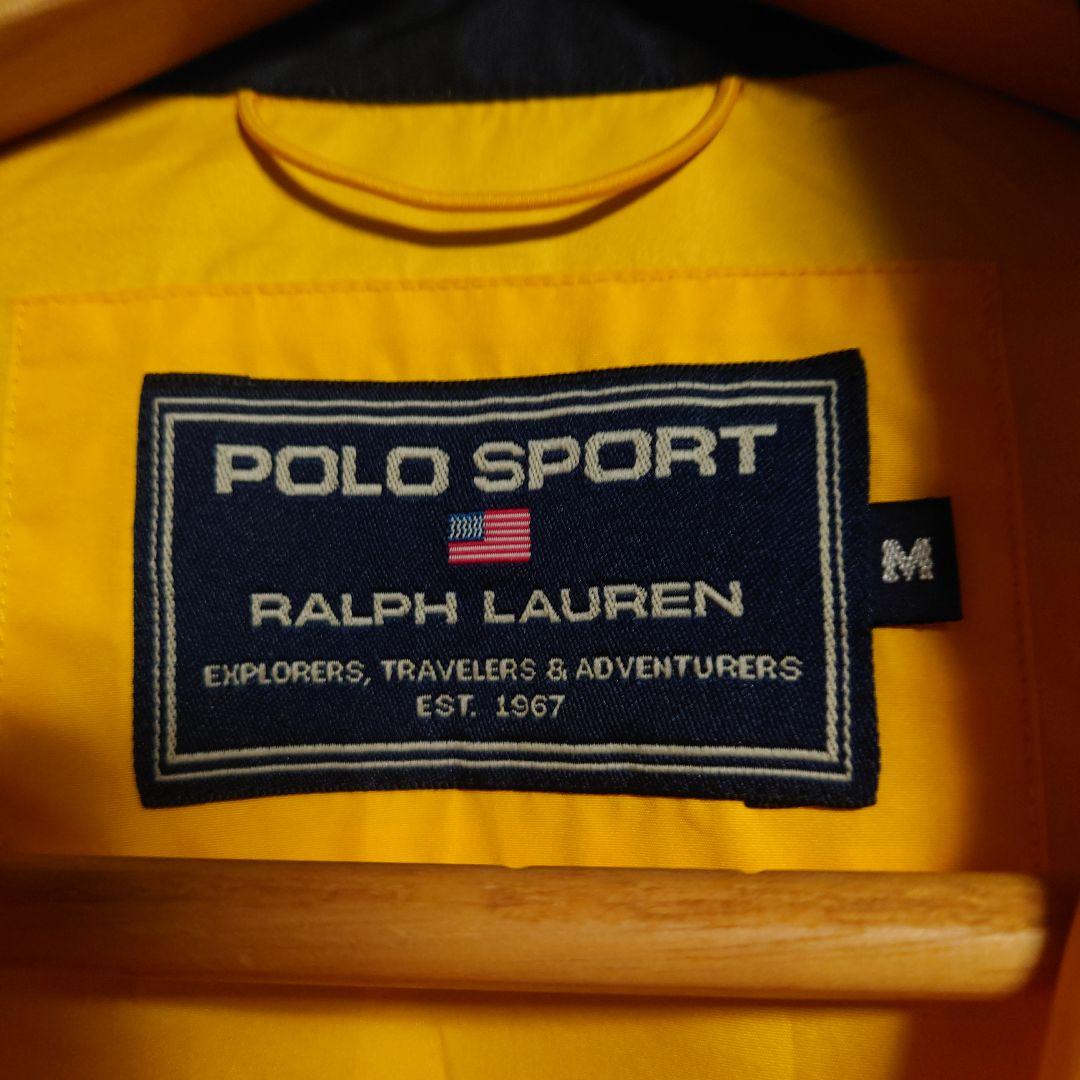 POLO SPORT
RALPH LAUREN
EXPLORERS, TRAVELERS & ADVENTURERS
EST. 1967
M